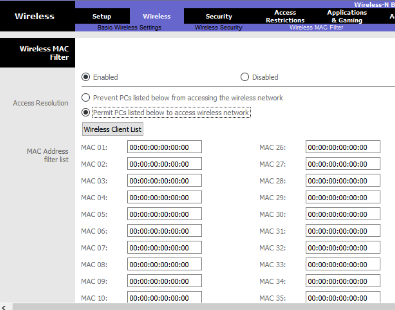 Wireless-N B
Wireless
Setup Wireless Security Access Restrictions Applications & Gaming A
Basic Wireless Settings Wireless Security Wireless MAC Filter
Wireless MAC Filter
Enabled Disabled
Access Resolution
Prevent PCs listed below from accessing the wireless network
Permit PCs listed below to access wireless network
Wireless Client List
MAC Address filter list
MAC 01: 00:00:00:00:00:00 MAC 26: 00:00:00:00:00:00
MAC 02: 00:00:00:00:00:00 MAC 27: 00:00:00:00:00:00
MAC 03: 00:00:00:00:00:00 MAC 28: 00:00:00:00:00:00
MAC 04: 00:00:00:00:00:00 MAC 29: 00:00:00:00:00:00
MAC 05: 00:00:00:00:00:00 MAC 30: 00:00:00:00:00:00
MAC 06: 00:00:00:00:00:00 MAC 31: 00:00:00:00:00:00
MAC 07: 00:00:00:00:00:00 MAC 32: 00:00:00:00:00:00
MAC 08: 00:00:00:00:00:00 MAC 33: 00:00:00:00:00:00
MAC 09: 00:00:00:00:00:00 MAC 34: 00:00:00:00:00:00
MAC 10: 00:00:00:00:00:00 MAC 35: 00:00:00:00:00:00